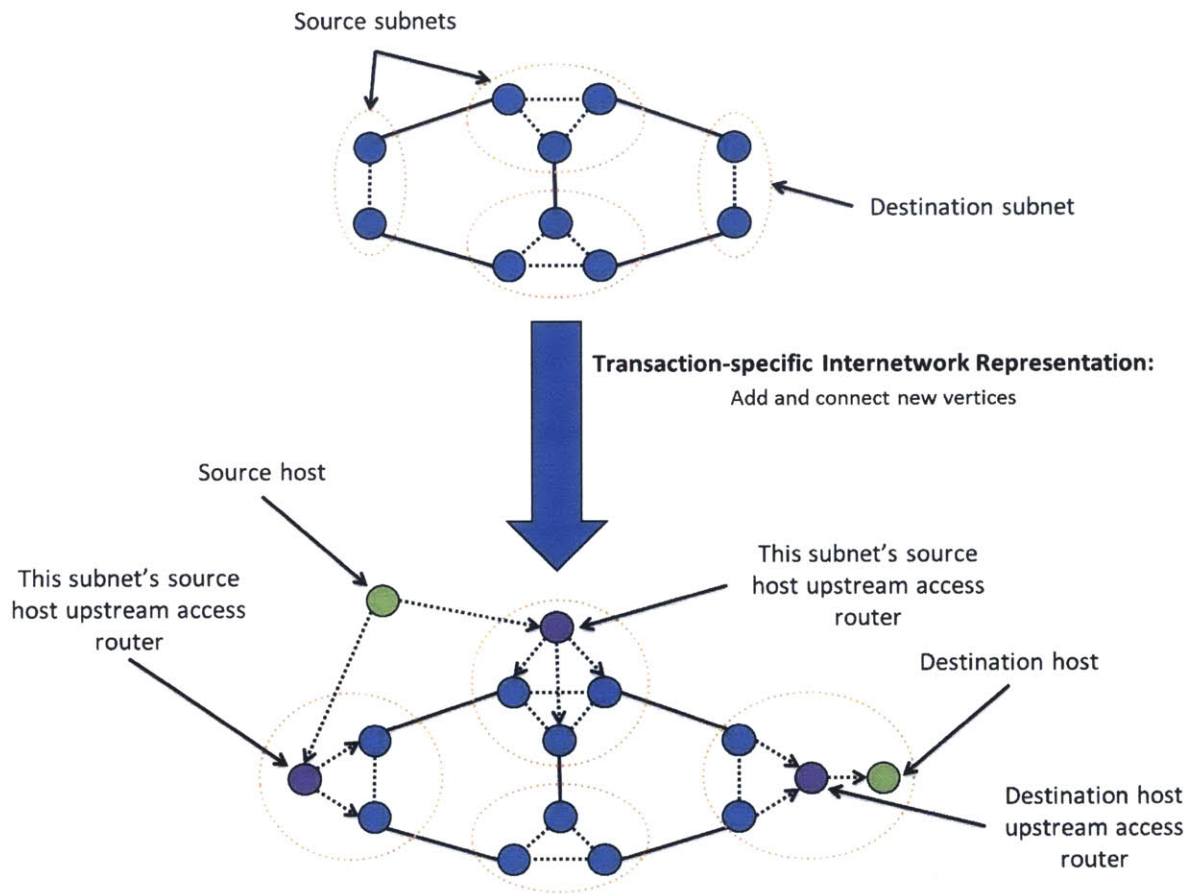 Source subnets
Destination subnet
Transaction-specific Internetwork Representation:
Add and connect new vertices
Source host
This subnet's source
host upstream access
router
This subnet's source
host upstream access
router
Destination host
Destination host
upstream access
router